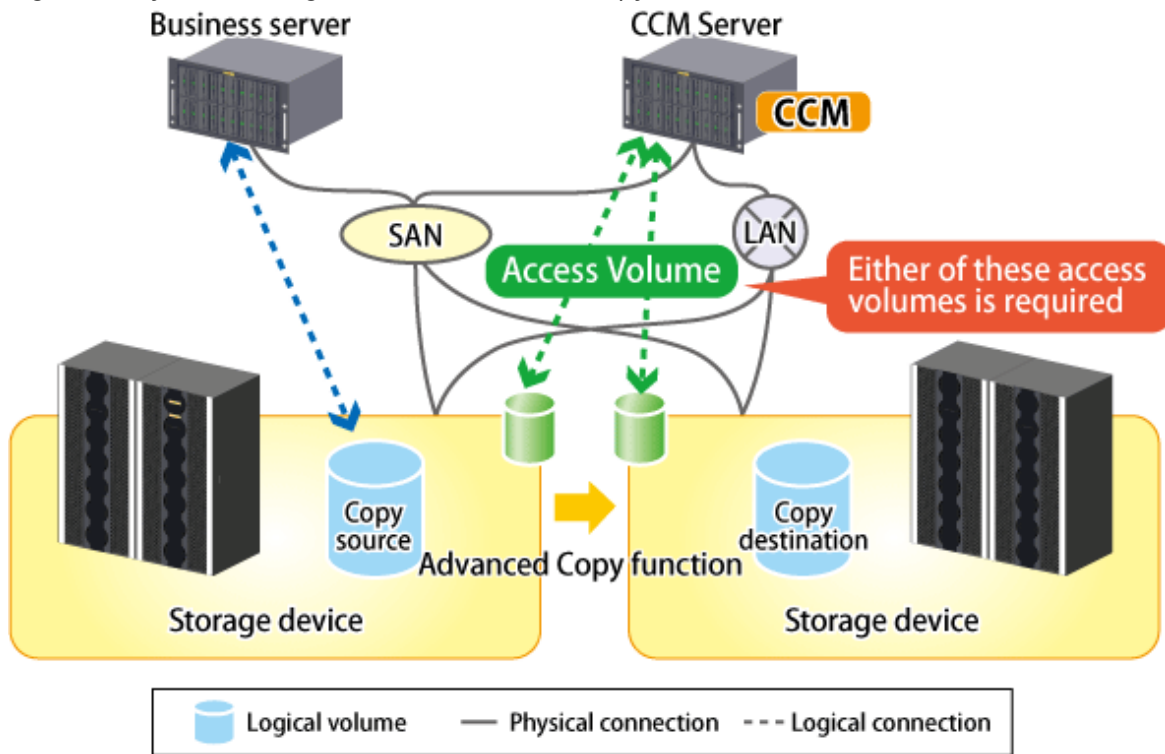 Business server
CCM Server
CCM
SAN
LAN
Access Volume
Either of these access
volumes is required
Copy
source
Copy
destination
Advanced Copy function
Storage device
Storage device
Logical volume
Physical connection
Logical connection